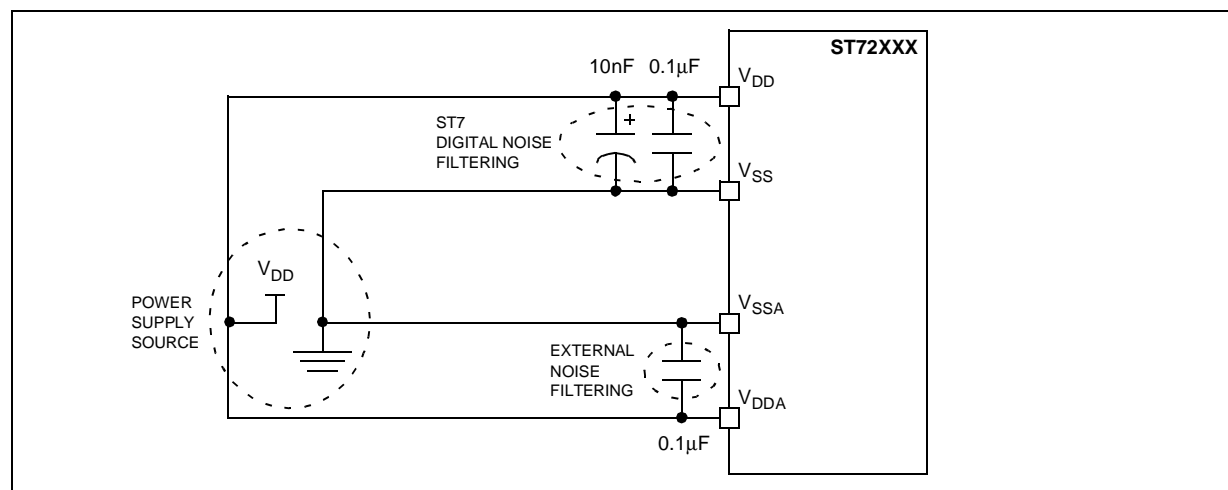 ST72XXX
10nF 0.1μF
VDD
ST7
DIGITAL NOISE
FILTERING
+
VSS
VDD
POWER
SUPPLY
SOURCE
VSSA
EXTERNAL
NOISE
FILTERING
VDDA
0.1μF